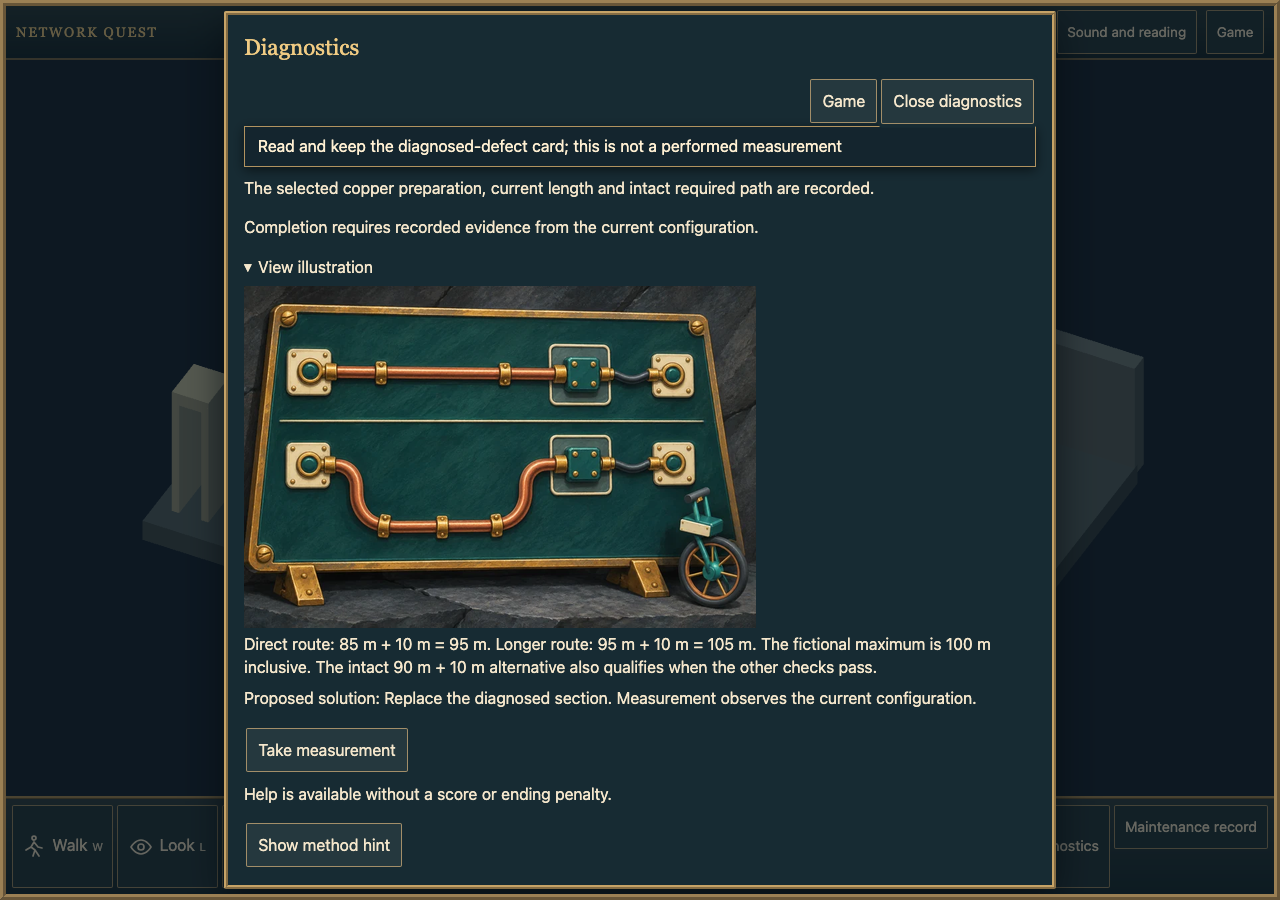 NETWORK QUEST
Sound and reading
Game
Diagnostics
Game
Close diagnostics
Read and keep the diagnosed-defect card; this is not a performed measurement
The selected copper preparation, current length and intact required path are recorded.
Completion requires recorded evidence from the current configuration.
▾ View illustration
Direct route: 85 m + 10 m = 95 m. Longer route: 95 m + 10 m = 105 m. The fictional maximum is 100 m
inclusive. The intact 90 m + 10 m alternative also qualifies when the other checks pass.
Proposed solution: Replace the diagnosed section. Measurement observes the current configuration.
Take measurement
Help is available without a score or ending penalty.
Show method hint
Walk W
Look L
nostics
Maintenance record